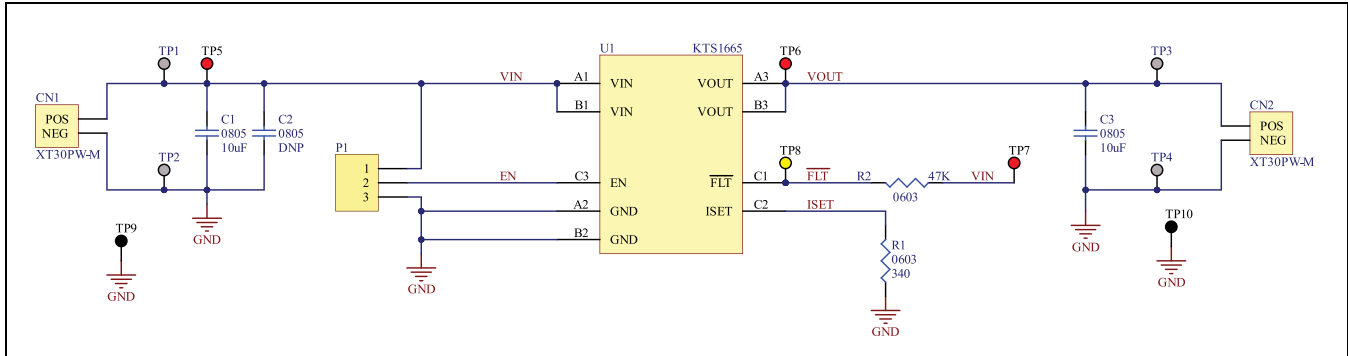 U1 KTS1665
TP1 TP5 TP6 TP3
VIN A1 VIN VOUT A3 VOUT
CN1 CN2
B1 VIN VOUT B3
POS C1 C2 C3 POS
NEG 0805 0805 0805 NEG
XT30PW-M 10uF DNP 10uF XT30PW-M
P1
TP2 TP8 TP7 TP4
1
2 EN C3 EN FLT C1 FLT R2 47K VIN
3 0603
A2 GND ISET C2 ISET
TP9 GND GND TP10
B2 GND
R1
0603
340
GND GND GND
GND